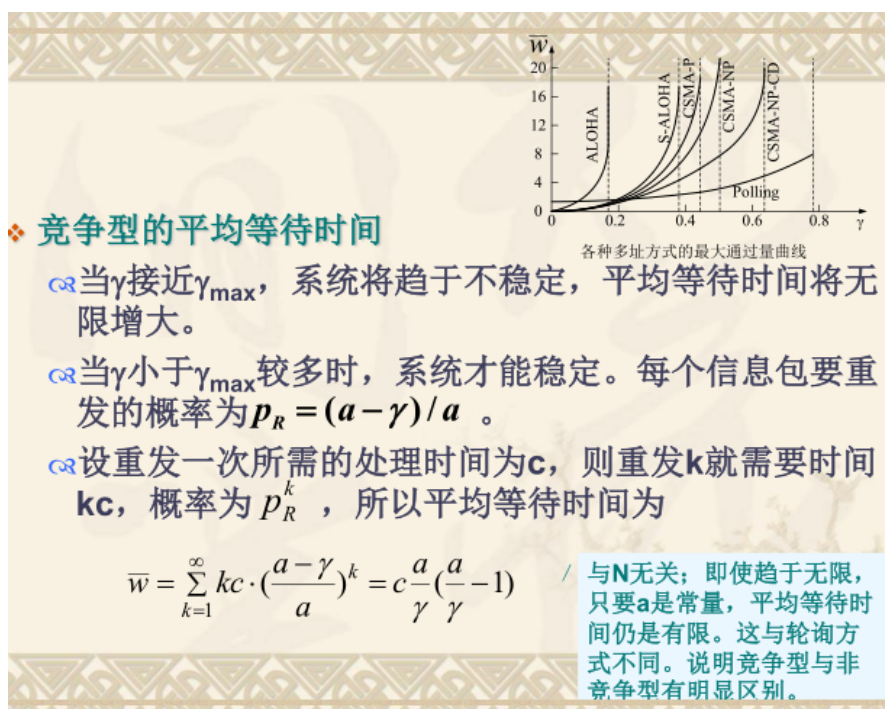 w̄
20
16
12
8
4
0
ALOHA
S-ALOHA
CSMA-P
CSMA-NP
CSMA-NP-CD
Polling
0 0.2 0.4 0.6 0.8 γ
各种多址方式的最大通过量曲线
竞争型的平均等待时间
当γ接近γmax，系统将趋于不稳定，平均等待时间将无
限增大。
当γ小于γmax较多时，系统才能稳定。每个信息包要重
发的概率为 p_R = (a − γ) / a 。
设重发一次所需的处理时间为c，则重发k就需要时间
kc，概率为 p_R^k ，所以平均等待时间为
w̄ = ∑_{k=1}^{∞} kc · ((a − γ)/a)^k = c (a/γ)(a/γ − 1)
与N无关；即使趋于无限，
只要a是常量，平均等待时
间仍是有限。这与轮询方
式不同。说明竞争型与非
竞争型有明显区别。